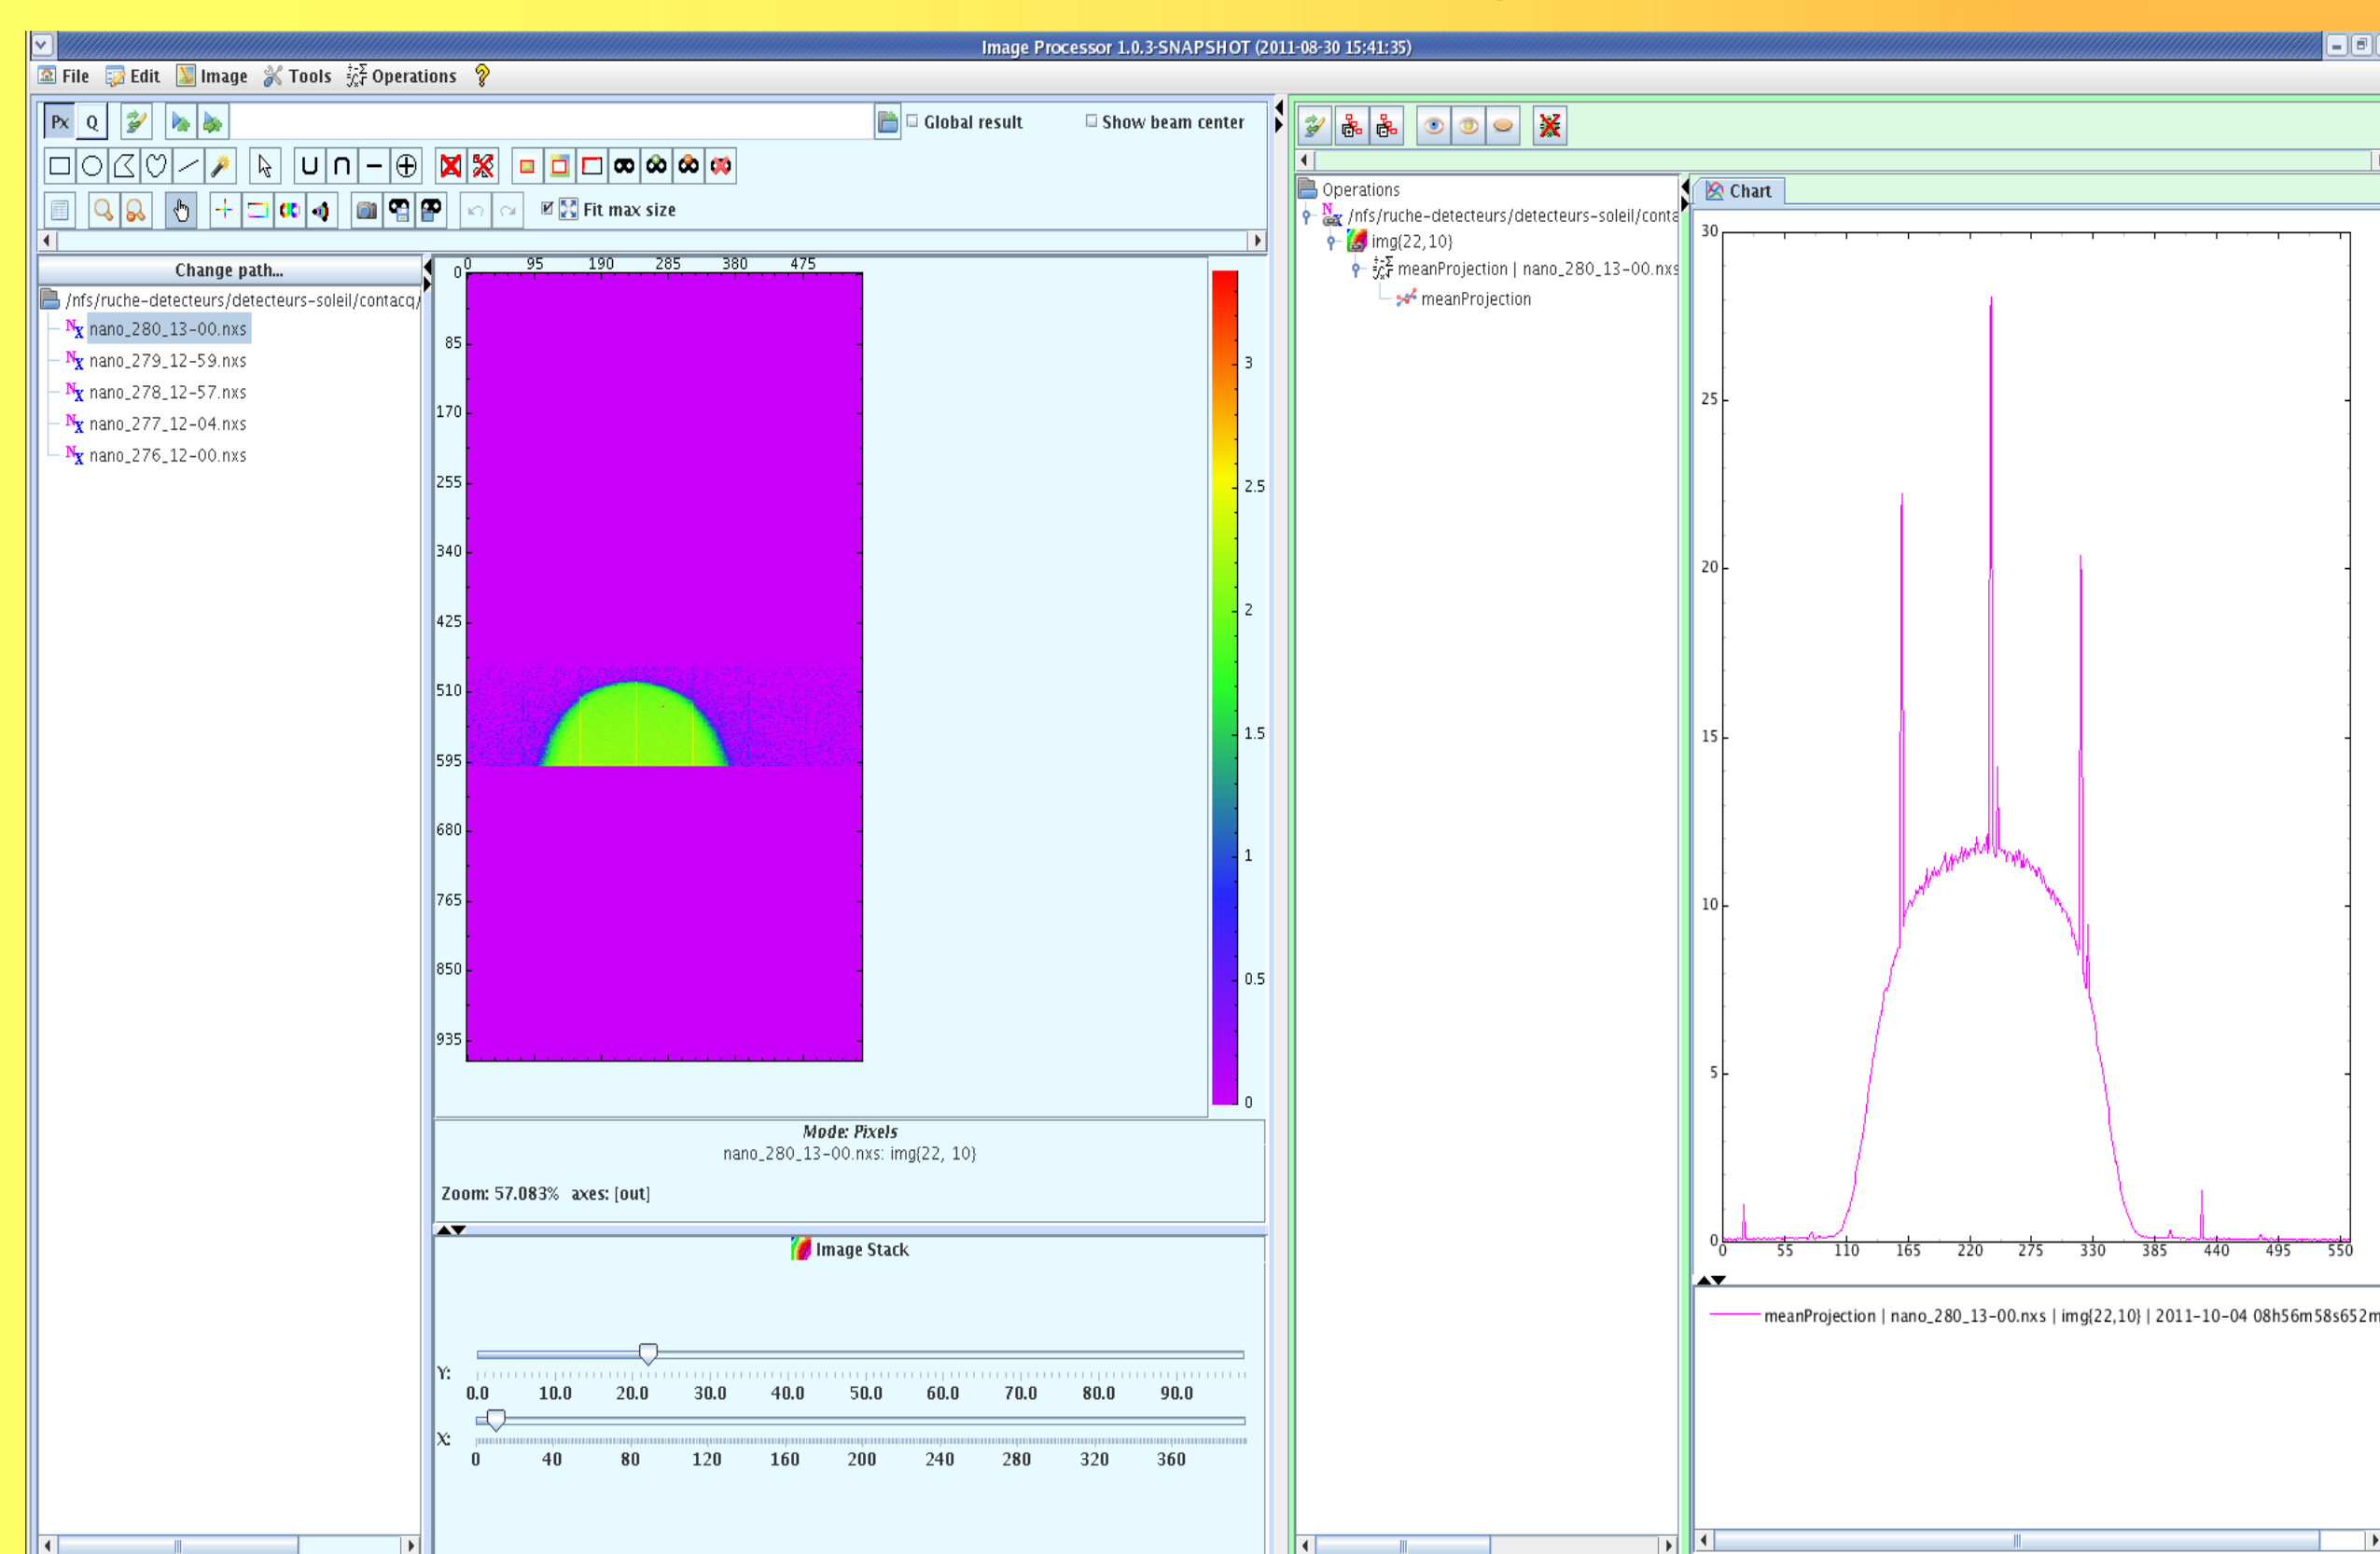 Image Processor 1.0.3-SNAPSHOT (2011-08-30 15:41:35)
File Edit Image Tools Operations ?
Px Q Global result Show beam center
Fit max size
Change path...
/nfs/ruche-detecteurs/detecteurs-soleil/contacq/
nano_280_13-00.nxs
nano_279_12-59.nxs
nano_278_12-57.nxs
nano_277_12-04.nxs
nano_276_12-00.nxs
0 95 190 285 380 475
0
85
170
255
340
425
510
595
680
765
850
935
3
2.5
2
1.5
1
0.5
0
Mode: Pixels
nano_280_13-00.nxs: img{22, 10}
Zoom: 57.083% axes: [out]
Image Stack
Y:
0.0 10.0 20.0 30.0 40.0 50.0 60.0 70.0 80.0 90.0
X:
0 40 80 120 160 200 240 280 320 360
Operations
/nfs/ruche-detecteurs/detecteurs-soleil/conta
img{22,10}
meanProjection | nano_280_13-00.nxs
meanProjection
Chart
30
25
20
15
10
5
0
0 55 110 165 220 275 330 385 440 495 550
meanProjection | nano_280_13-00.nxs | img{22,10} | 2011-10-04 08h56m58s652m